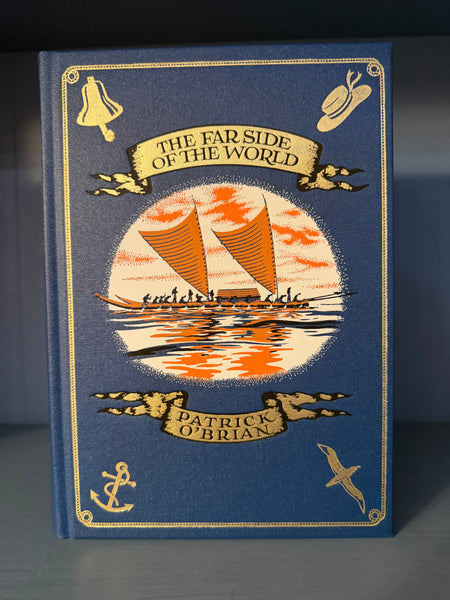 THE FAR SIDE
OF THE WORLD
PATRICK
O'BRIAN